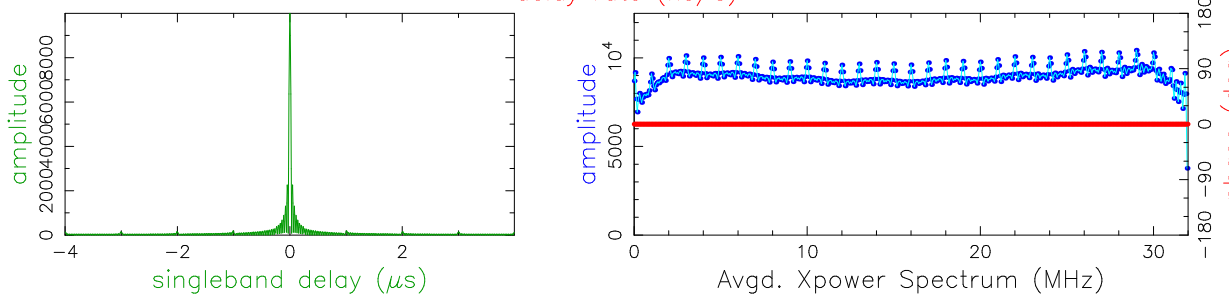 amplitude
0 2000 4000 6000 8000
−4 −2 0 2
singleband delay (μs)
amplitude
0 5000 10⁴
0 10 20 30
Avgd. Xpower Spectrum (MHz)
−180 −90 0 90 180